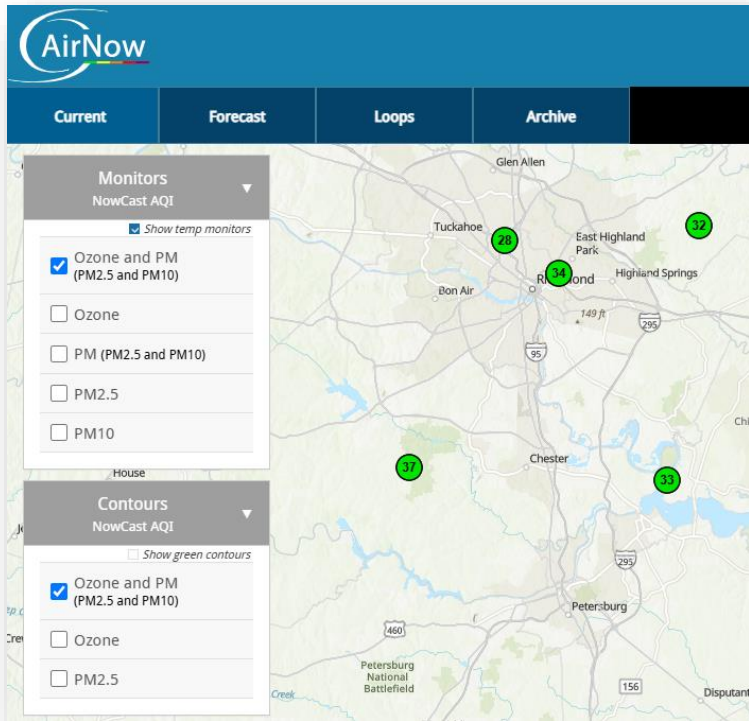 AirNow
Current
Forecast
Loops
Archive
Monitors
NowCast AQI
Show temp monitors
Ozone and PM
(PM2.5 and PM10)
Ozone
PM (PM2.5 and PM10)
PM2.5
PM10
House
Contours
NowCast AQI
Show green contours
Ozone and PM
(PM2.5 and PM10)
Ozone
PM2.5
Glen Allen
Tuckahoe
28
East Highland
Park
32
34
Highland Springs
Bon Air
149 ft
295
95
Chester
37
33
295
Petersburg
460
Petersburg
National
Battlefield
Creek
156
Disputant